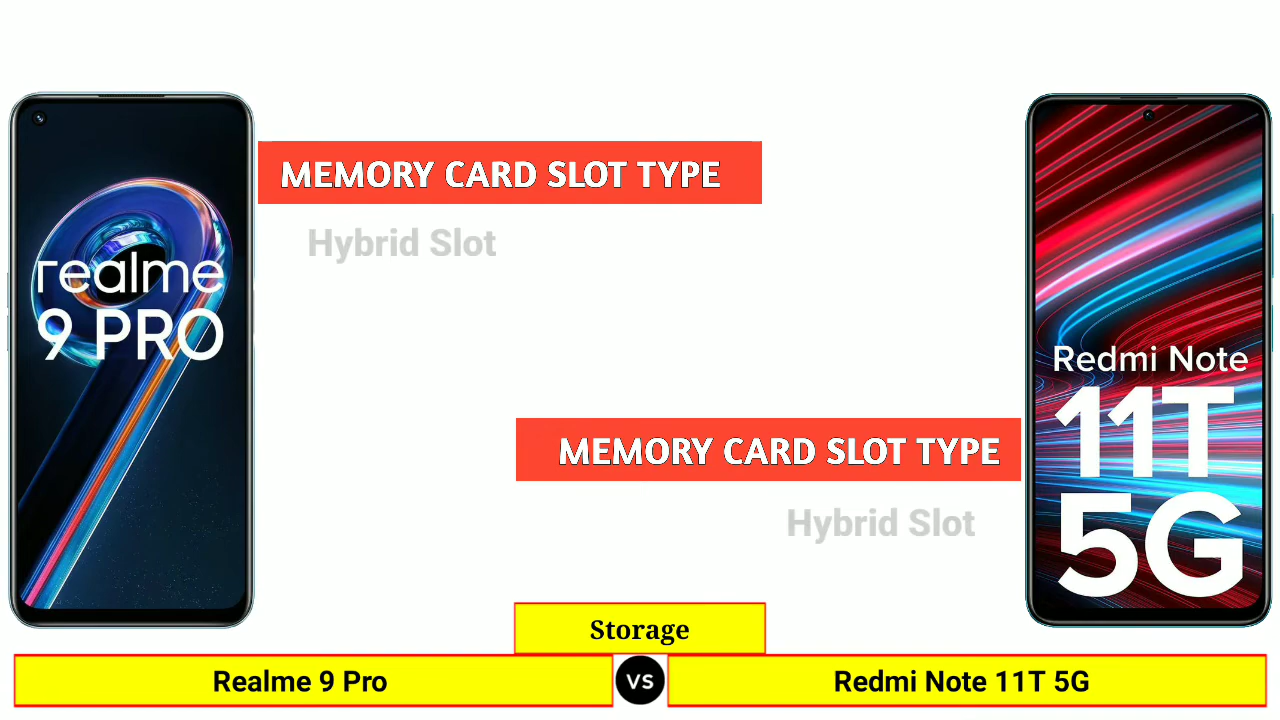 MEMORY CARD SLOT TYPE
Hybrid Slot
realme
9 PRO
Redmi Note
11T
5G
MEMORY CARD SLOT TYPE
Hybrid Slot
Storage
Realme 9 Pro
VS
Redmi Note 11T 5G